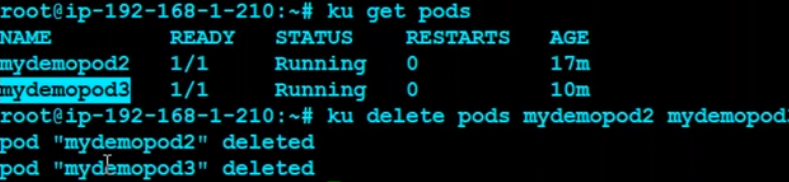 root@ip-192-168-1-210:~# ku get pods
NAME READY STATUS RESTARTS AGE
mydemopod2 1/1 Running 0 17m
mydemopod3 1/1 Running 0 10m
root@ip-192-168-1-210:~# ku delete pods mydemopod2 mydemopod
pod "mydemopod2" deleted
pod "mydemopod3" deleted